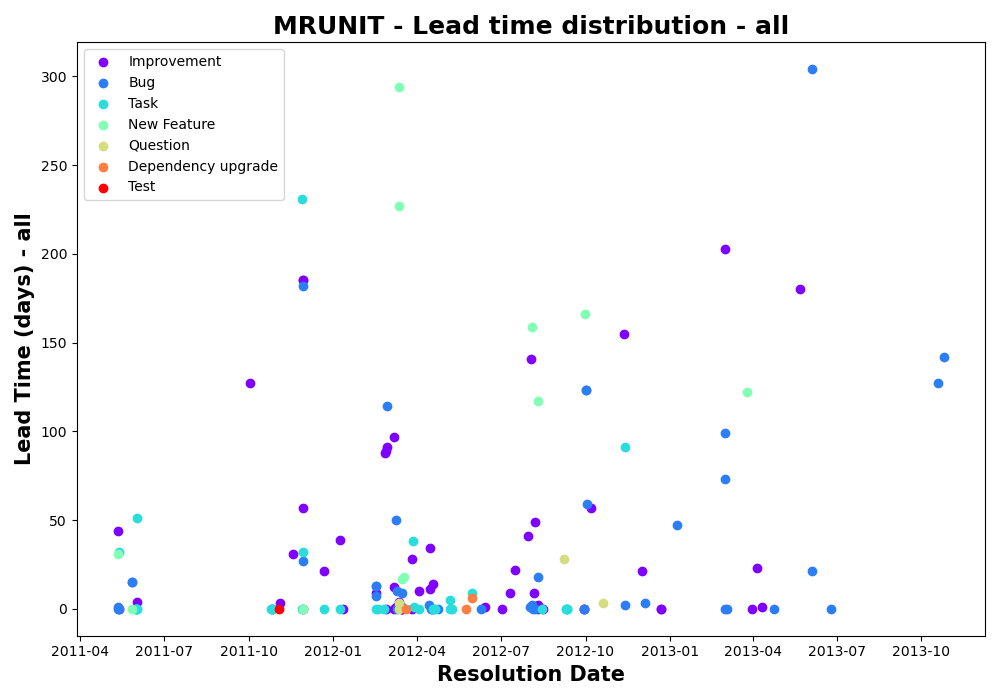 MRUNIT - Lead time distribution - all
Improvement
Bug
Task
New Feature
Question
Dependency upgrade
Test
Lead Time (days) - all
300
250
200
150
100
50
0
2011-04 2011-07 2011-10 2012-01 2012-04 2012-07 2012-10 2013-01 2013-04 2013-07 2013-10
Resolution Date